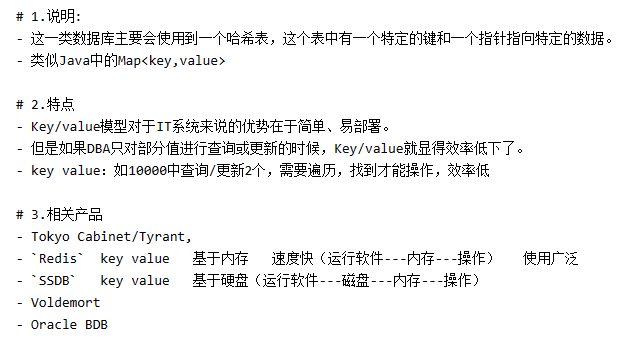 # 1.说明:
- 这一类数据库主要会使用到一个哈希表，这个表中有一个特定的键和一个指针指向特定的数据。
- 类似Java中的Map<key,value>
# 2.特点
- Key/value模型对于IT系统来说的优势在于简单、易部署。
- 但是如果DBA只对部分值进行查询或更新的时候，Key/value就显得效率低下了。
- key value：如10000中查询/更新2个，需要遍历，找到才能操作，效率低
# 3.相关产品
- Tokyo Cabinet/Tyrant,
- `Redis`  key value   基于内存   速度快（运行软件---内存---操作）   使用广泛
- `SSDB`   key value   基于硬盘（运行软件---磁盘---内存---操作）
- Voldemort
- Oracle BDB